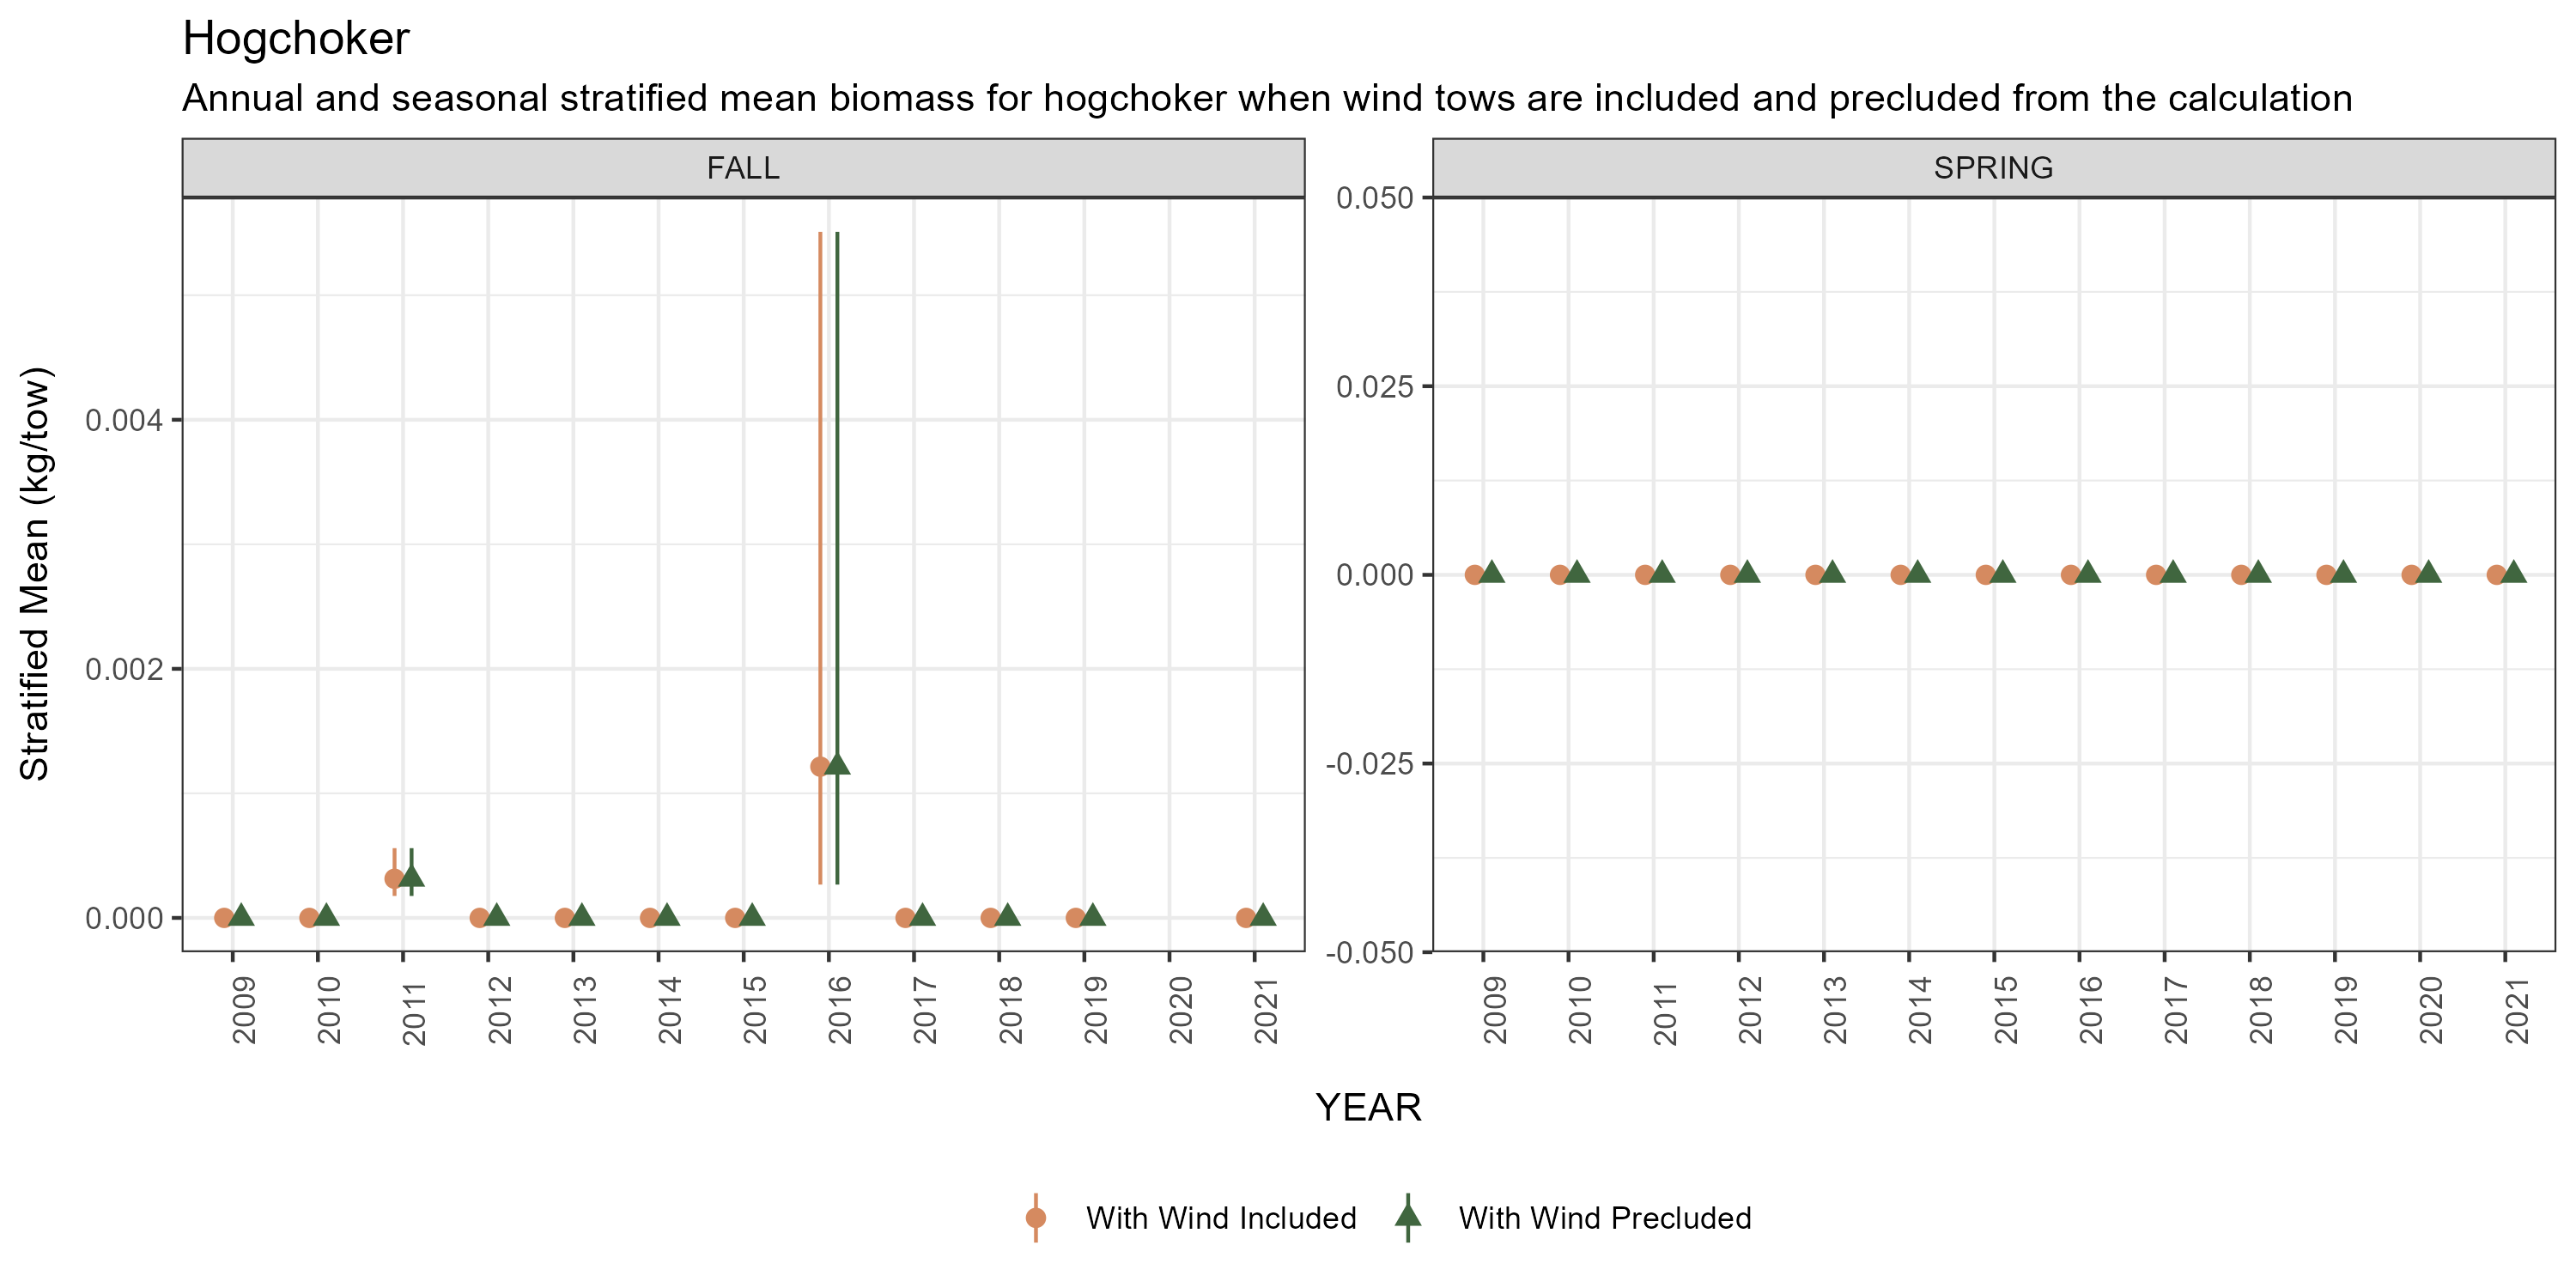 Hogchoker
Annual and seasonal stratified mean biomass for hogchoker when wind tows are included and precluded from the calculation
FALL
SPRING
Stratified Mean (kg/tow)
0.004
0.002
0.000
0.050
0.025
0.000
-0.025
-0.050
2009 2010 2011 2012 2013 2014 2015 2016 2017 2018 2019 2020 2021
2009 2010 2011 2012 2013 2014 2015 2016 2017 2018 2019 2020 2021
YEAR
With Wind Included
With Wind Precluded